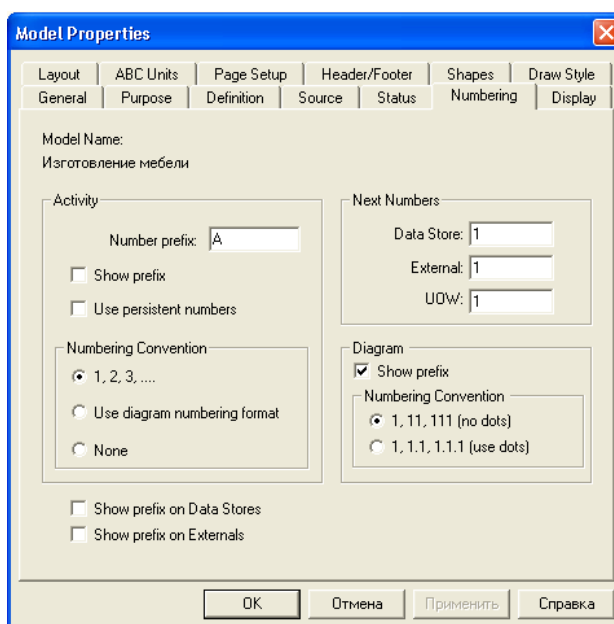 Model Properties
Layout ABC Units Page Setup Header/Footer Shapes Draw Style
General Purpose Definition Source Status Numbering Display
Model Name:
Изготовление мебели
Activity
Number prefix: A
Show prefix
Use persistent numbers
Numbering Convention
1, 2, 3, ....
Use diagram numbering format
None
Next Numbers
Data Store: 1
External: 1
UOW: 1
Diagram
Show prefix
Numbering Convention
1, 11, 111 (no dots)
1, 1.1, 1.1.1 (use dots)
Show prefix on Data Stores
Show prefix on Externals
OK Отмена Применить Справка